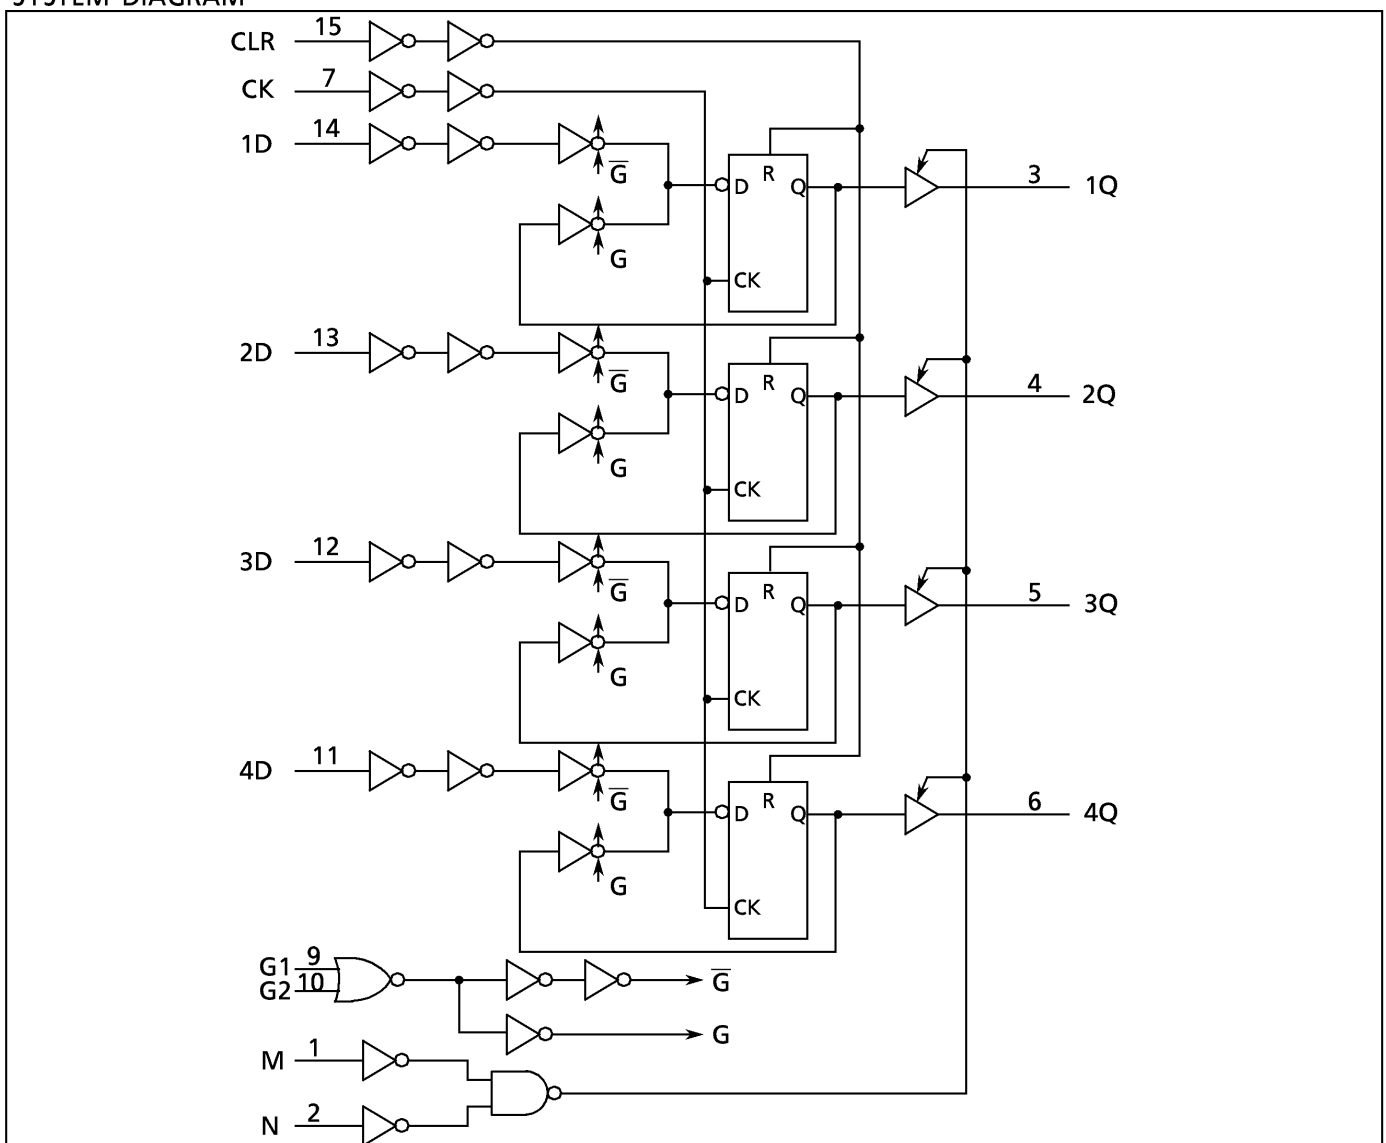 SYSTEM DIAGRAM
CLR 15
CK 7
1D 14
G
R
D Q
3 1Q
G
CK
2D 13
G
R
D Q
4 2Q
G
CK
3D 12
G
R
D Q
5 3Q
G
CK
4D 11
G
R
D Q
6 4Q
G
CK
G1 9
G2 10
G
G
M 1
N 2